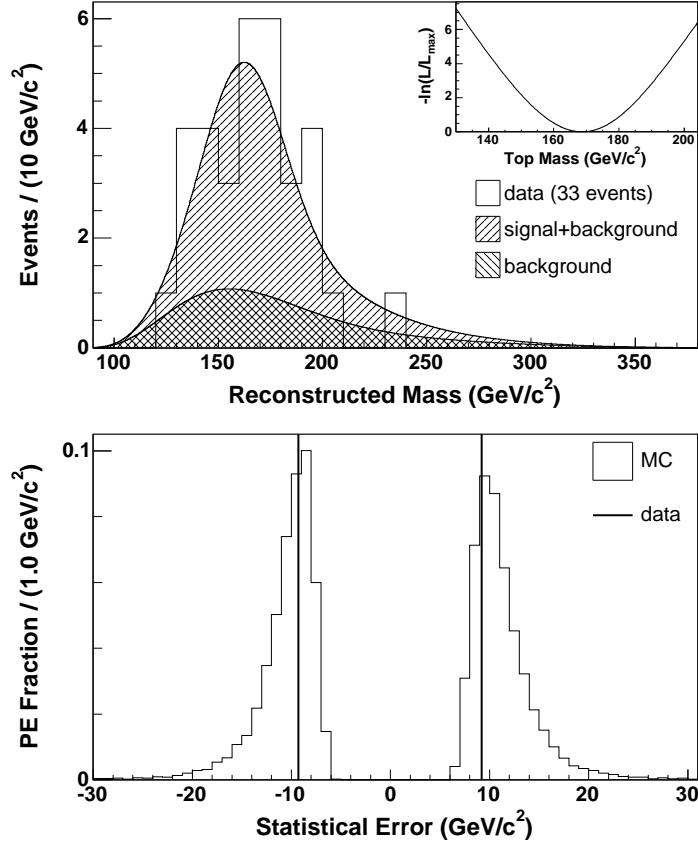 Events / (10 GeV/c²)
6
4
2
0
100
150
200
250
300
350
Reconstructed Mass (GeV/c²)
-ln(L/Lmax)
6
4
2
0
140
160
180
200
Top Mass (GeV/c²)
data (33 events)
signal+background
background
PE Fraction / (1.0 GeV/c²)
0.1
0
-30
-20
-10
0
10
20
30
Statistical Error (GeV/c²)
MC
data